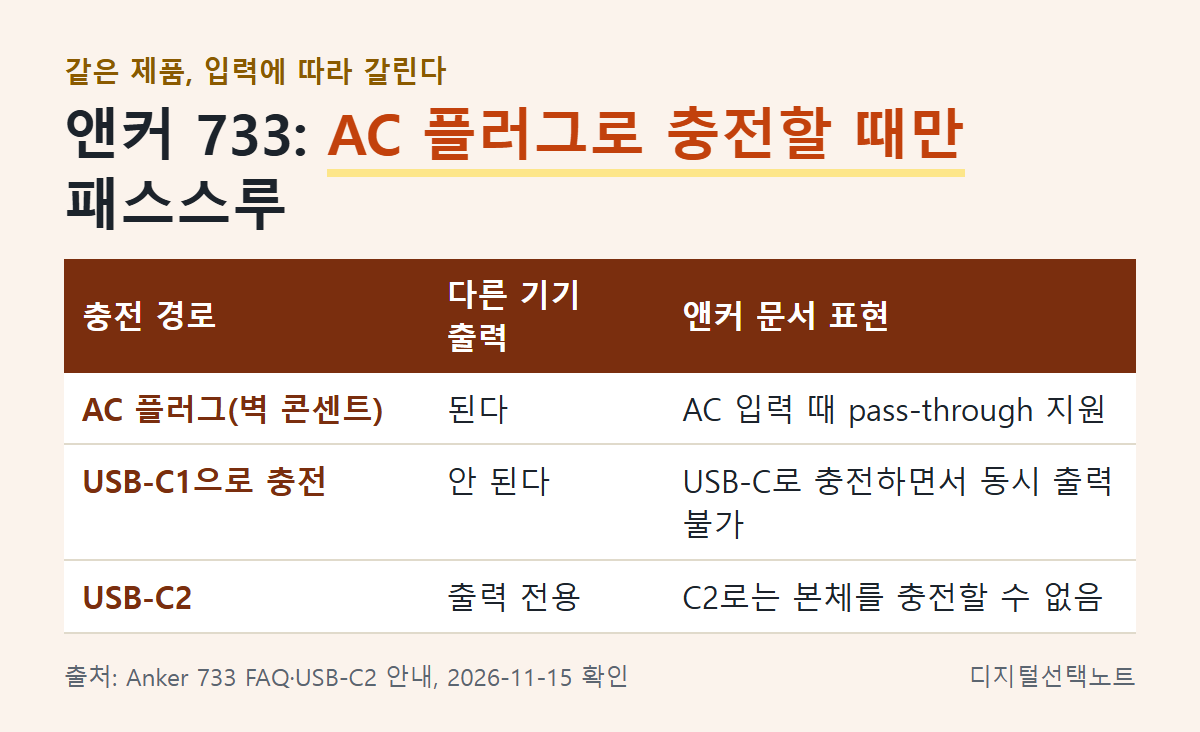 같은 제품, 입력에 따라 갈린다
앤커 733: AC 플러그로 충전할 때만
패스스루
충전 경로
다른 기기
출력
앤커 문서 표현
AC 플러그(벽 콘센트)
된다
AC 입력 때 pass-through 지원
USB-C1으로 충전
안 된다
USB-C로 충전하면서 동시 출력
불가
USB-C2
출력 전용
C2로는 본체를 충전할 수 없음
출처: Anker 733 FAQ·USB-C2 안내, 2026-11-15 확인
디지털선택노트